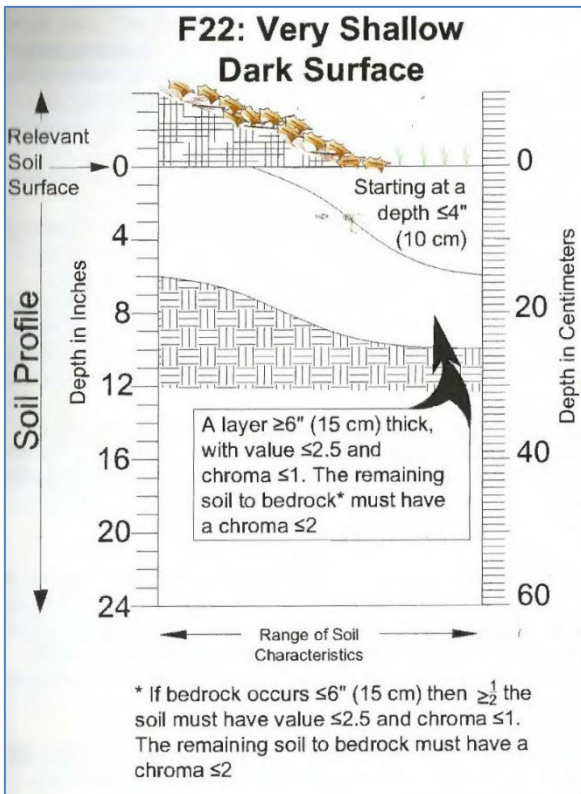 F22: Very Shallow
Dark Surface
Relevant
Soil
Surface
Soil Profile
Depth in Inches
0
4
8
12
16
20
24
Starting at a
depth ≤4"
(10 cm)
A layer ≥6" (15 cm) thick,
with value ≤2.5 and
chroma ≤1. The remaining
soil to bedrock* must have
a chroma ≤2
0
20
40
60
Depth in Centimeters
Range of Soil
Characteristics
* If bedrock occurs ≤6" (15 cm) then ≥1/2 the
soil must have value ≤2.5 and chroma ≤1.
The remaining soil to bedrock must have a
chroma ≤2